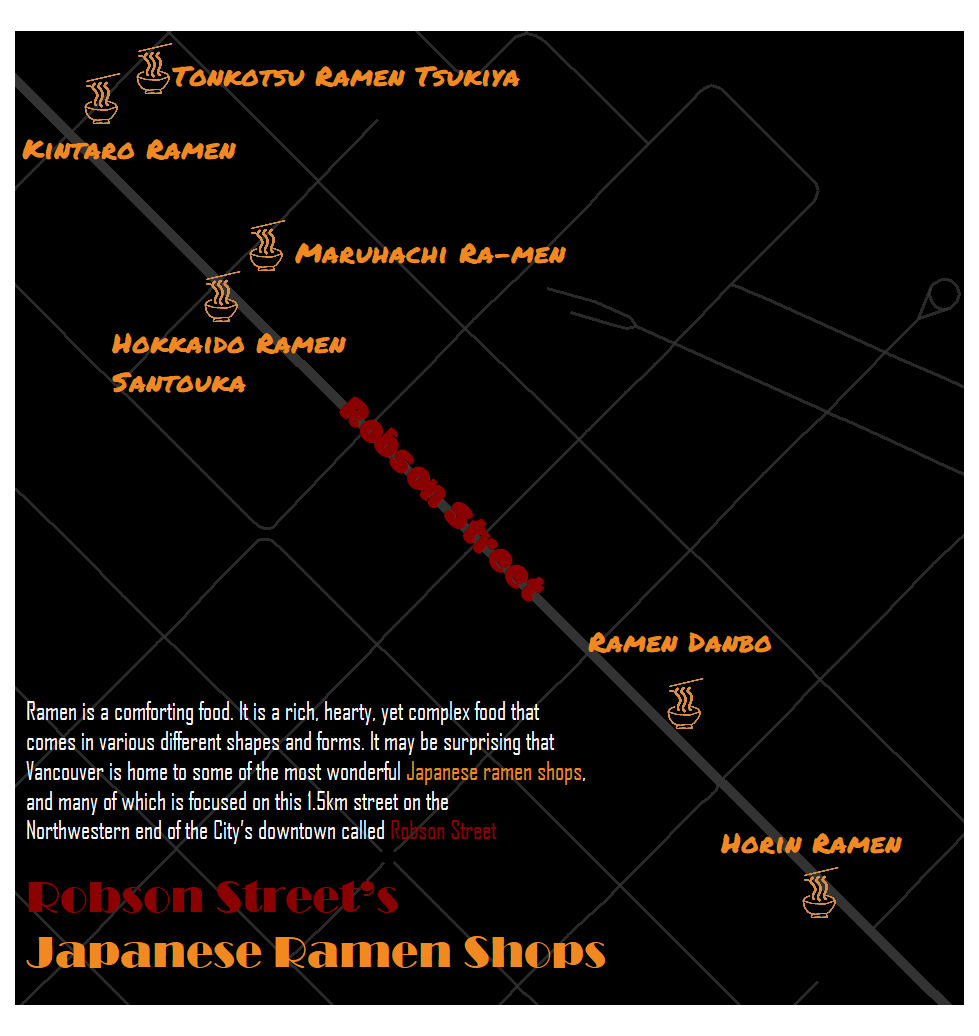 Tonkotsu Ramen Tsukiya
Kintaro Ramen
Maruhachi Ra-men
Hokkaido Ramen
Santouka
Robson Street
Ramen Danbo
Ramen is a comforting food. It is a rich, hearty, yet complex food that
comes in various different shapes and forms. It may be surprising that
Vancouver is home to some of the most wonderful Japanese ramen shops,
and many of which is focused on this 1.5km street on the
Northwestern end of the City's downtown called Robson Street
Horin Ramen
Robson Street's
Japanese Ramen Shops